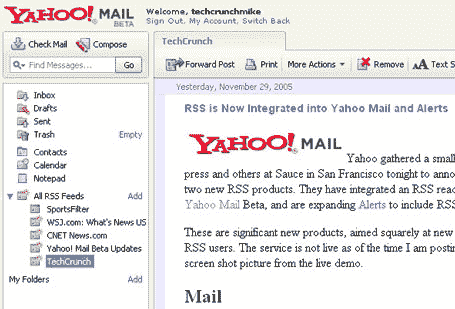 YAHOO! MAIL
BETA
Welcome, techcrunchmike
Sign Out, My Account, Switch Back
Check Mail Compose
Find Messages... Go
Inbox
Drafts
Sent
Trash Empty
Contacts
Calendar
Notepad
All RSS Feeds Add
SportsFilter
WSJ.com: What's News US
CNET News.com
Yahoo! Mail Beta Updates
TechCrunch
My Folders Add
TechCrunch
Forward Post Print More Actions Remove Text S
Yesterday, November 29, 2005
RSS is Now Integrated into Yahoo Mail and Alerts
YAHOO! MAIL
Yahoo gathered a small
press and others at Sauce in San Francisco tonight to anno
two new RSS products. They have integrated an RSS rea
Yahoo Mail Beta, and are expanding Alerts to include RSS
These are significant new products, aimed squarely at new
RSS users. The service is not live as of the time I am posti
screen shot picture from the live demo.
Mail